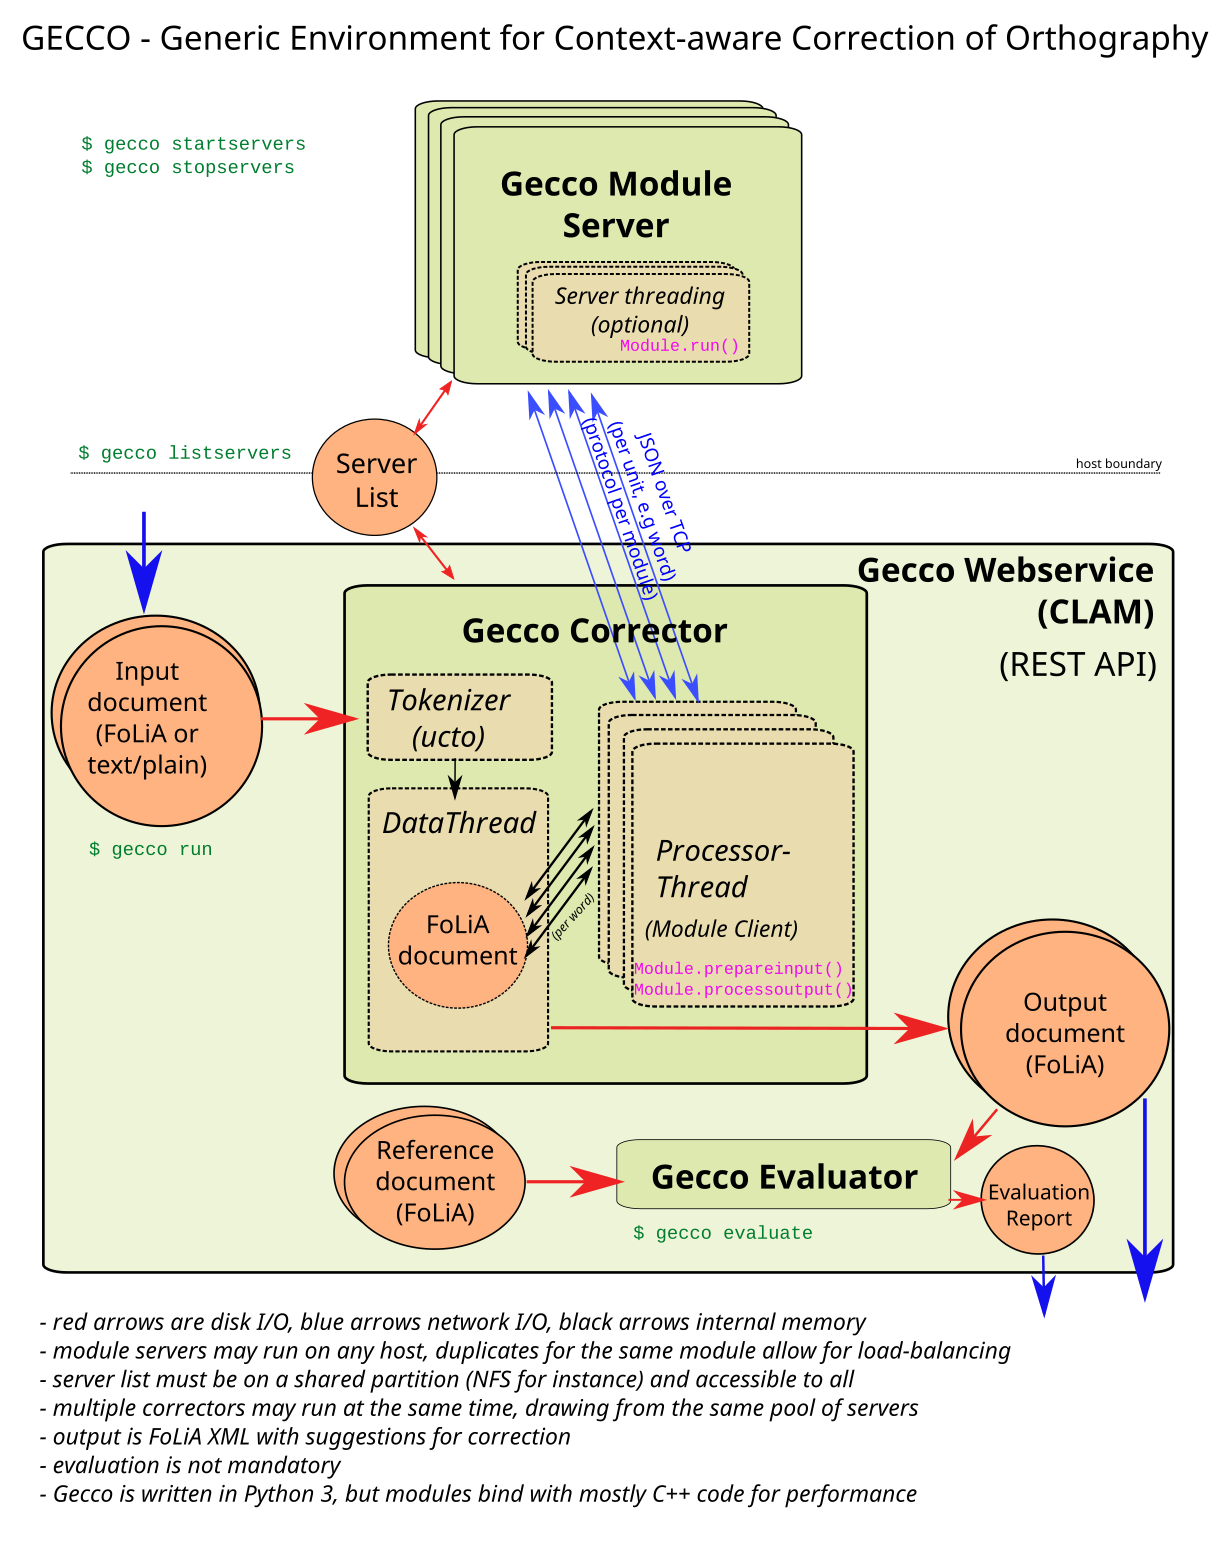 GECCO - Generic Environment for Context-aware Correction of Orthography
$ gecco startservers
$ gecco stopservers
Gecco Module
Server
Server threading
(optional)
Module.run()
$ gecco listservers
Server
List
host boundary
JSON over TCP
(per unit, e.g word)
(protocol per module)
Gecco Webservice
(CLAM)
(REST API)
Gecco Corrector
Input
document
(FoLiA or
text/plain)
$ gecco run
Tokenizer
(ucto)
DataThread
FoLiA
document
(per word)
Processor-
Thread
(Module Client)
Module.prepareinput()
Module.processoutput()
Output
document
(FoLiA)
Reference
document
(FoLiA)
Gecco Evaluator
$ gecco evaluate
Evaluation
Report
- red arrows are disk I/O, blue arrows network I/O, black arrows internal memory
- module servers may run on any host, duplicates for the same module allow for load-balancing
- server list must be on a shared partition (NFS for instance) and accessible to all
- multiple correctors may run at the same time, drawing from the same pool of servers
- output is FoLiA XML with suggestions for correction
- evaluation is not mandatory
- Gecco is written in Python 3, but modules bind with mostly C++ code for performance